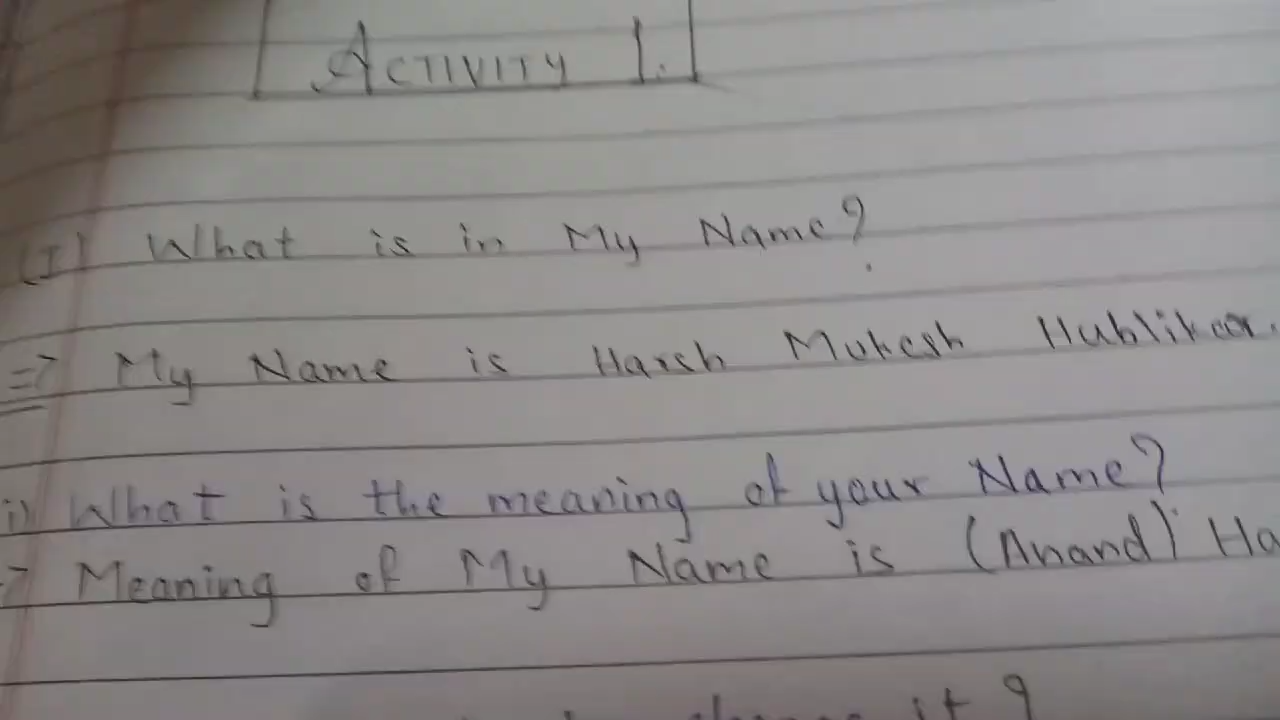 ACTIVITY 1.
(I) What is in My Name?
=> My Name is Harsh Mukesh Hublikar.
i) What is the meaning of your Name?
=> Meaning of My Name is (Anand) Ha
it?